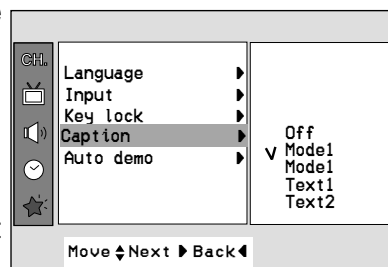 CH.
Language
Input
Key lock
Caption
Auto demo
Off
Mode1
Mode1
Text1
Text2
Move Next Back